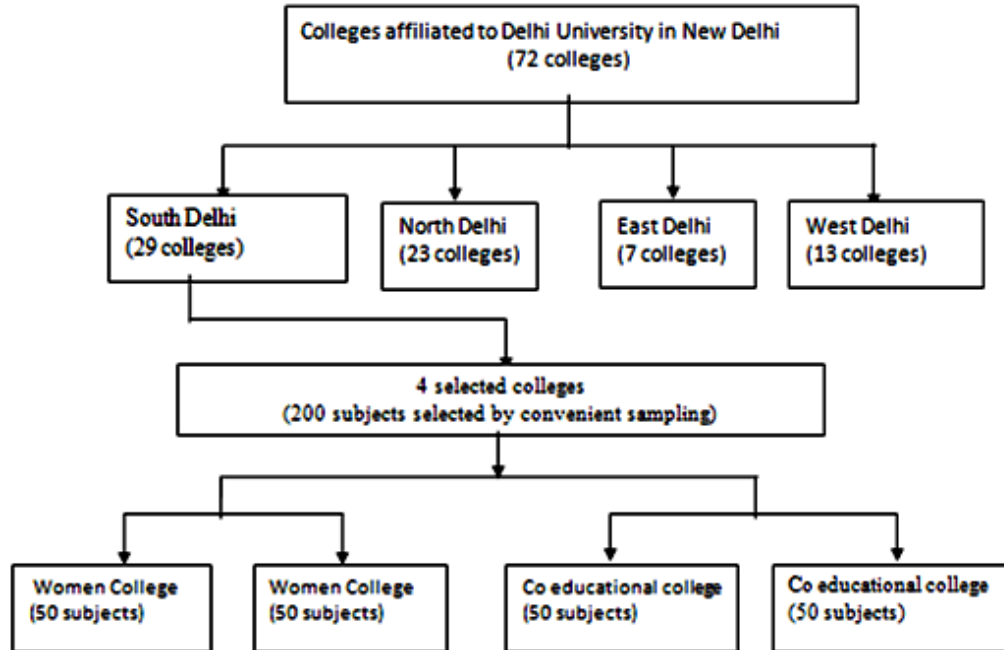 Colleges affiliated to Delhi University in New Delhi
(72 colleges)
South Delhi
(29 colleges)
North Delhi
(23 colleges)
East Delhi
(7 colleges)
West Delhi
(13 colleges)
4 selected colleges
(200 subjects selected by convenient sampling)
Women College
(50 subjects)
Women College
(50 subjects)
Co educational college
(50 subjects)
Co educational college
(50 subjects)